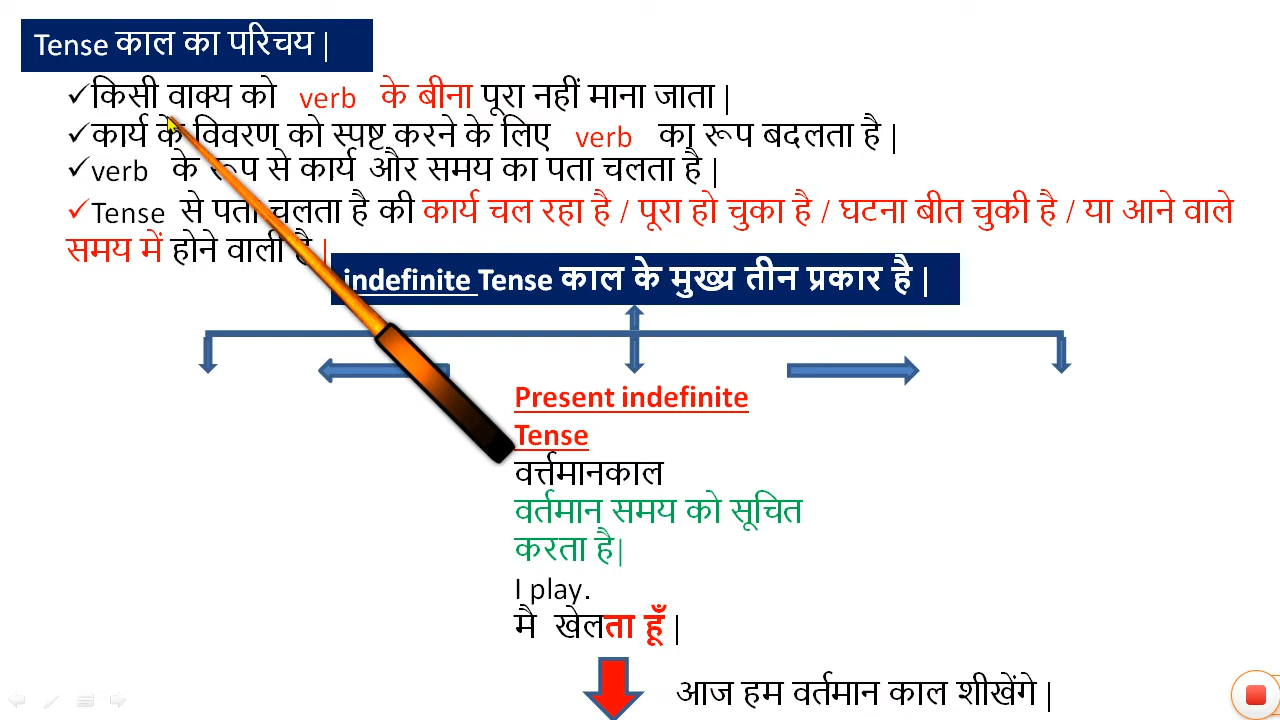 Tense काल का परिचय |
किसी वाक्य को verb के बीना पूरा नहीं माना जाता |
कार्य के विवरण को स्पष्ट करने के लिए verb का रूप बदलता है |
verb के रूप से कार्य और समय का पता चलता है |
Tense से पता चलता है की कार्य चल रहा है / पूरा हो चुका है / घटना बीत चुकी है / या आने वाले
समय में होने वाली है |
indefinite Tense काल के मुख्य तीन प्रकार है |
Present indefinite
Tense
वर्त्तमानकाल
वर्तमान समय को सूचित
करता है|
I play.
मै खेलता हूँ |
आज हम वर्तमान काल शीखेंगे |